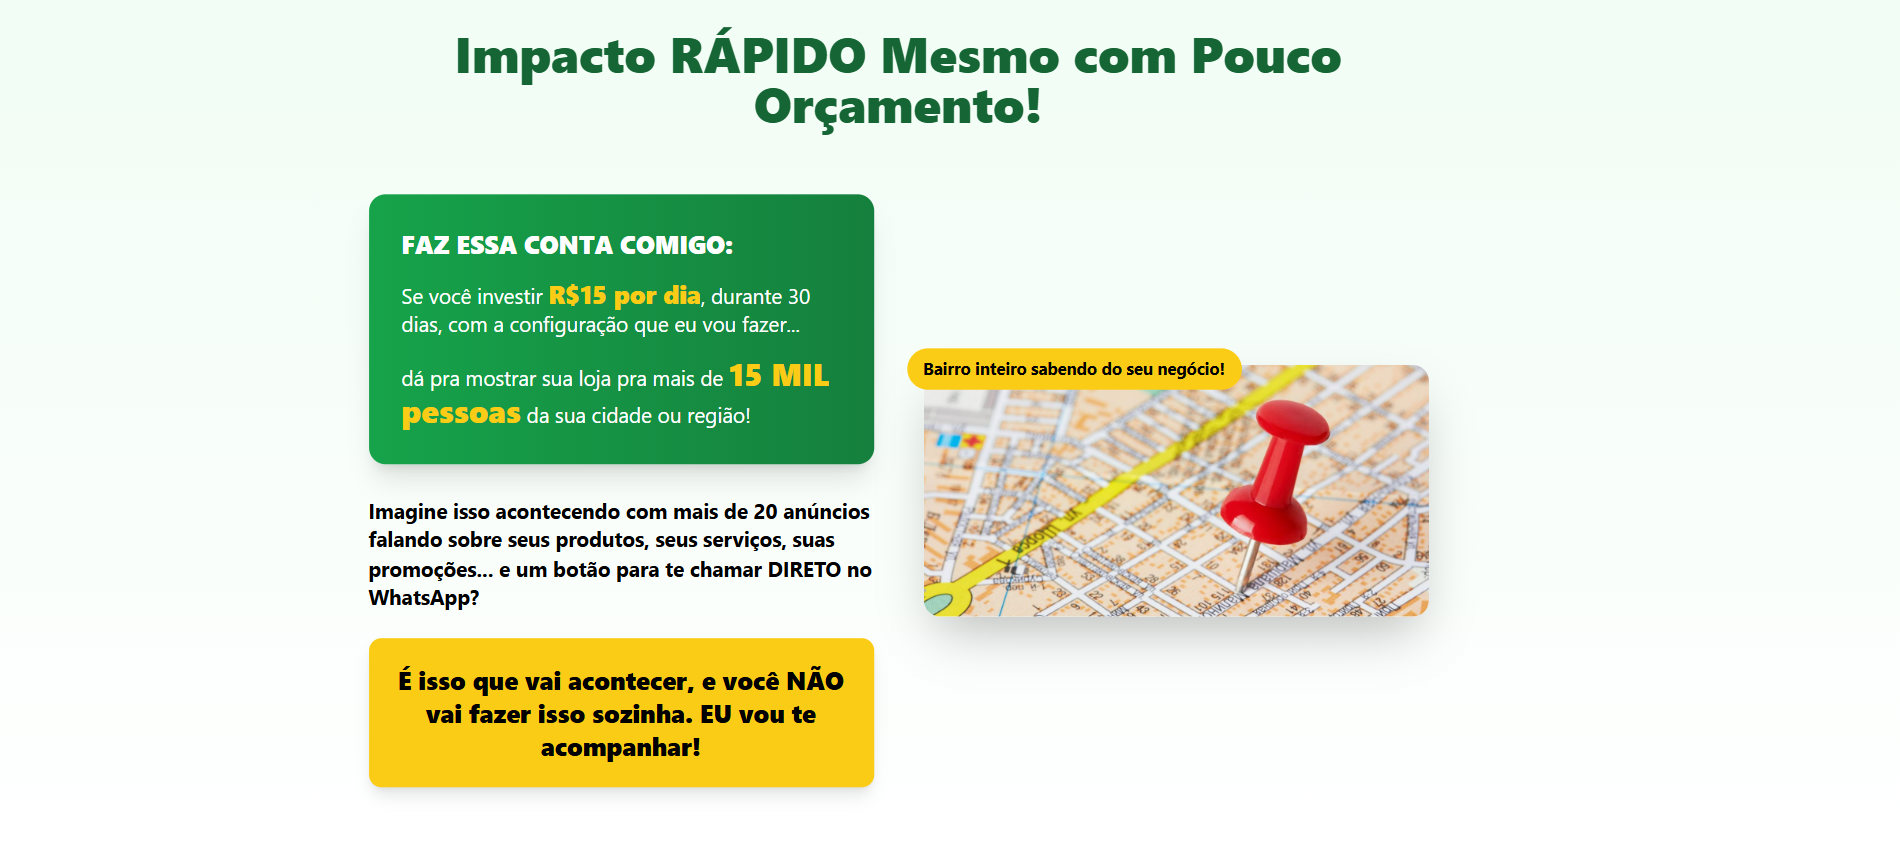 Impacto RÁPIDO Mesmo com Pouco
Orçamento!
FAZ ESSA CONTA COMIGO:
Se você investir R$15 por dia, durante 30
dias, com a configuração que eu vou fazer...
dá pra mostrar sua loja pra mais de 15 MIL
pessoas da sua cidade ou região!
Imagine isso acontecendo com mais de 20 anúncios
falando sobre seus produtos, seus serviços, suas
promoções... e um botão para te chamar DIRETO no
WhatsApp?
É isso que vai acontecer, e você NÃO
vai fazer isso sozinha. EU vou te
acompanhar!
Bairro inteiro sabendo do seu negócio!